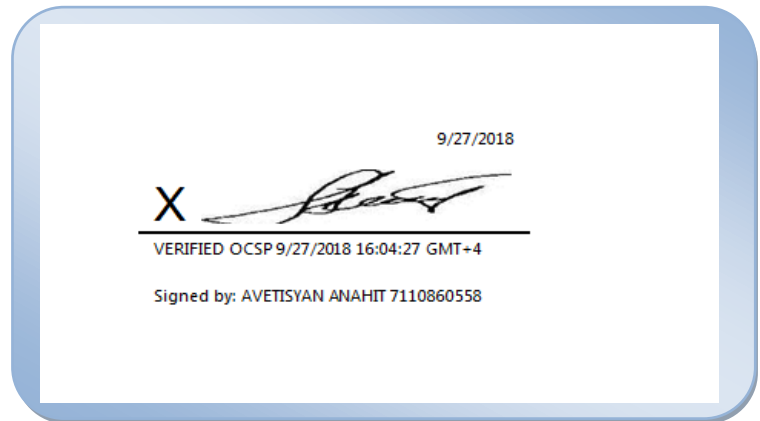 9/27/2018
X
VERIFIED OCSP 9/27/2018 16:04:27 GMT+4
Signed by: AVETISYAN ANAHIT 7110860558